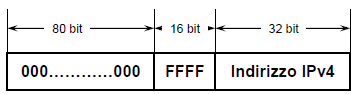 80 bit 16 bit 32 bit
000............000 FFFF Indirizzo IPv4